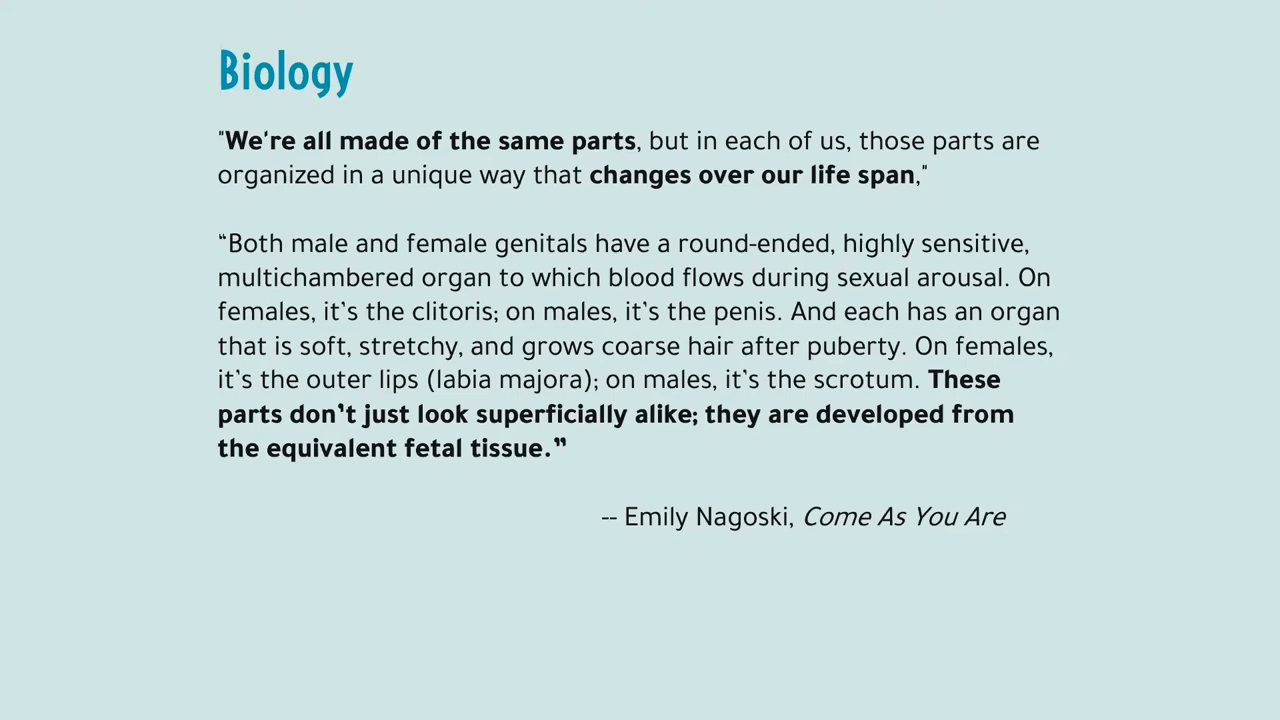 Biology
"We're all made of the same parts, but in each of us, those parts are
organized in a unique way that changes over our life span,"
“Both male and female genitals have a round-ended, highly sensitive,
multichambered organ to which blood flows during sexual arousal. On
females, it’s the clitoris; on males, it’s the penis. And each has an organ
that is soft, stretchy, and grows coarse hair after puberty. On females,
it’s the outer lips (labia majora); on males, it’s the scrotum. These
parts don’t just look superficially alike; they are developed from
the equivalent fetal tissue.”
-- Emily Nagoski, Come As You Are